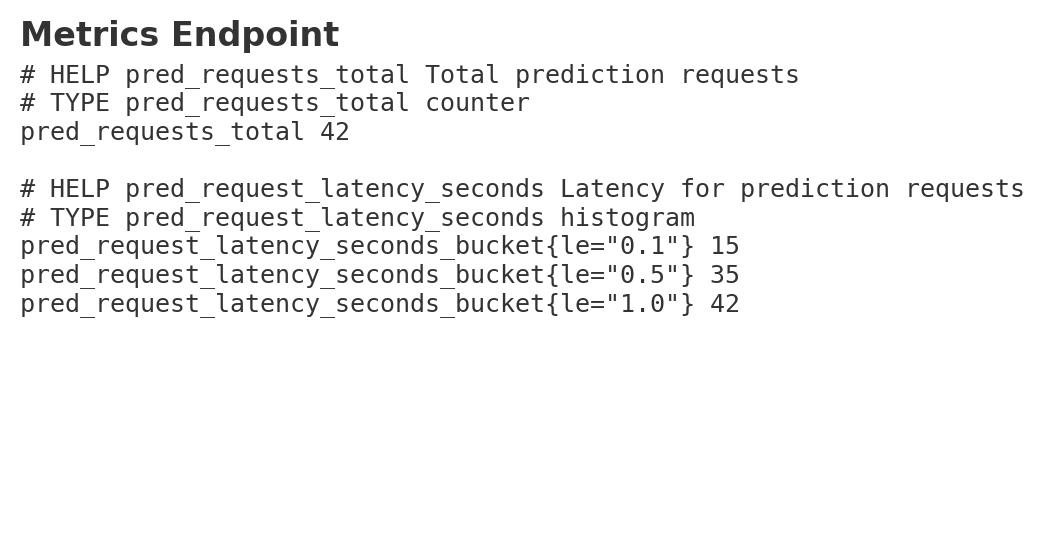 Metrics Endpoint
# HELP pred_requests_total Total prediction requests
# TYPE pred_requests_total counter
pred_requests_total 42

# HELP pred_request_latency_seconds Latency for prediction requests
# TYPE pred_request_latency_seconds histogram
pred_request_latency_seconds_bucket{le="0.1"} 15
pred_request_latency_seconds_bucket{le="0.5"} 35
pred_request_latency_seconds_bucket{le="1.0"} 42